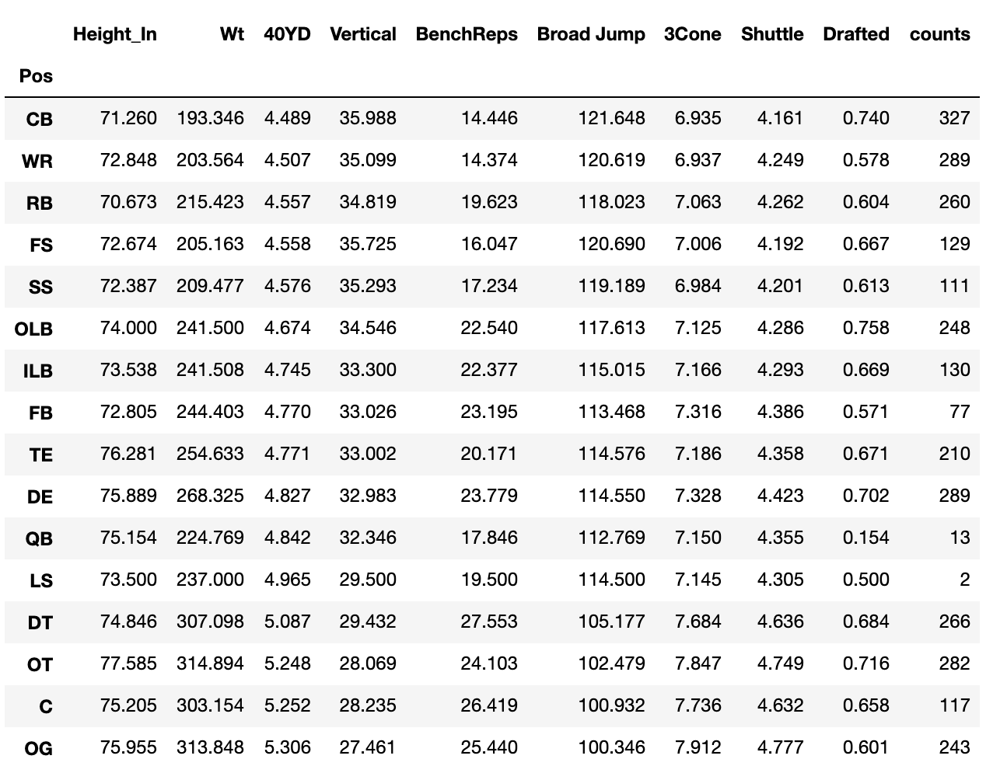 Height_In Wt 40YD Vertical BenchReps Broad Jump 3Cone Shuttle Drafted counts
Pos
CB 71.260 193.346 4.489 35.988 14.446 121.648 6.935 4.161 0.740 327
WR 72.848 203.564 4.507 35.099 14.374 120.619 6.937 4.249 0.578 289
RB 70.673 215.423 4.557 34.819 19.623 118.023 7.063 4.262 0.604 260
FS 72.674 205.163 4.558 35.725 16.047 120.690 7.006 4.192 0.667 129
SS 72.387 209.477 4.576 35.293 17.234 119.189 6.984 4.201 0.613 111
OLB 74.000 241.500 4.674 34.546 22.540 117.613 7.125 4.286 0.758 248
ILB 73.538 241.508 4.745 33.300 22.377 115.015 7.166 4.293 0.669 130
FB 72.805 244.403 4.770 33.026 23.195 113.468 7.316 4.386 0.571 77
TE 76.281 254.633 4.771 33.002 20.171 114.576 7.186 4.358 0.671 210
DE 75.889 268.325 4.827 32.983 23.779 114.550 7.328 4.423 0.702 289
QB 75.154 224.769 4.842 32.346 17.846 112.769 7.150 4.355 0.154 13
LS 73.500 237.000 4.965 29.500 19.500 114.500 7.145 4.305 0.500 2
DT 74.846 307.098 5.087 29.432 27.553 105.177 7.684 4.636 0.684 266
OT 77.585 314.894 5.248 28.069 24.103 102.479 7.847 4.749 0.716 282
C 75.205 303.154 5.252 28.235 26.419 100.932 7.736 4.632 0.658 117
OG 75.955 313.848 5.306 27.461 25.440 100.346 7.912 4.777 0.601 243